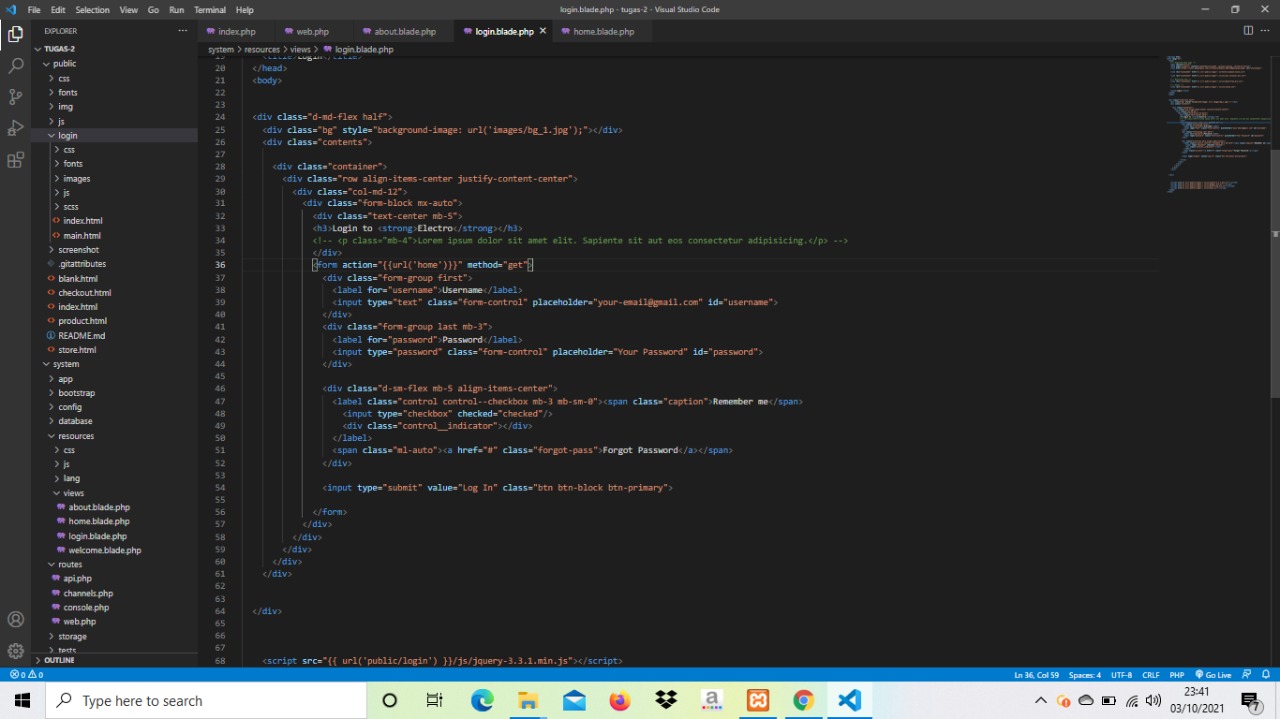 File Edit Selection View Go Run Terminal Help
login.blade.php - tugas-2 - Visual Studio Code
EXPLORER
index.php web.php about.blade.php login.blade.php home.blade.php
TUGAS-2
system > resources > views > login.blade.php
public
css
fonts
img
js
login
css
fonts
images
js
scss
index.html
main.html
screenshot
.gitattributes
blank.html
checkout.html
index.html
product.html
README.md
store.html
system
app
bootstrap
config
database
resources
css
js
lang
views
about.blade.php
home.blade.php
login.blade.php
welcome.blade.php
routes
api.php
channels.php
console.php
web.php
storage
tests
OUTLINE
19 <title>Login</title>
20 </head>
21 <body>
22
23
24 <div class="d-md-flex half">
25 <div class="bg" style="background-image: url('images/bg_1.jpg');"></div>
26 <div class="contents">
27
28 <div class="container">
29 <div class="row align-items-center justify-content-center">
30 <div class="col-md-12">
31 <div class="form-block mx-auto">
32 <div class="text-center mb-5">
33 <h3>Login to <strong>Electro</strong></h3>
34 <!-- <p class="mb-4">Lorem ipsum dolor sit amet elit. Sapiente sit aut eos consectetur adipisicing.</p> -->
35 </div>
36 <form action="{{url('home')}}" method="get">
37 <div class="form-group first">
38 <label for="username">Username</label>
39 <input type="text" class="form-control" placeholder="your-email@gmail.com" id="username">
40 </div>
41 <div class="form-group last mb-3">
42 <label for="password">Password</label>
43 <input type="password" class="form-control" placeholder="Your Password" id="password">
44 </div>
45
46 <div class="d-sm-flex mb-5 align-items-center">
47 <label class="control control--checkbox mb-3 mb-sm-0"><span class="caption">Remember me</span>
48 <input type="checkbox" checked="checked"/>
49 <div class="control__indicator"></div>
50 </label>
51 <span class="ml-auto"><a href="#" class="forgot-pass">Forgot Password</a></span>
52 </div>
53
54 <input type="submit" value="Log In" class="btn btn-block btn-primary">
55
56 </form>
57 </div>
58 </div>
59 </div>
60 </div>
61 </div>
62
63
64 </div>
65
66
67
68 <script src="{{ url('public/login') }}/js/jquery-3.3.1.min.js"></script>
0 0
Ln 36, Col 59 Spaces: 4 UTF-8 CRLF PHP Go Live
Type here to search
23:41
03/10/2021
7